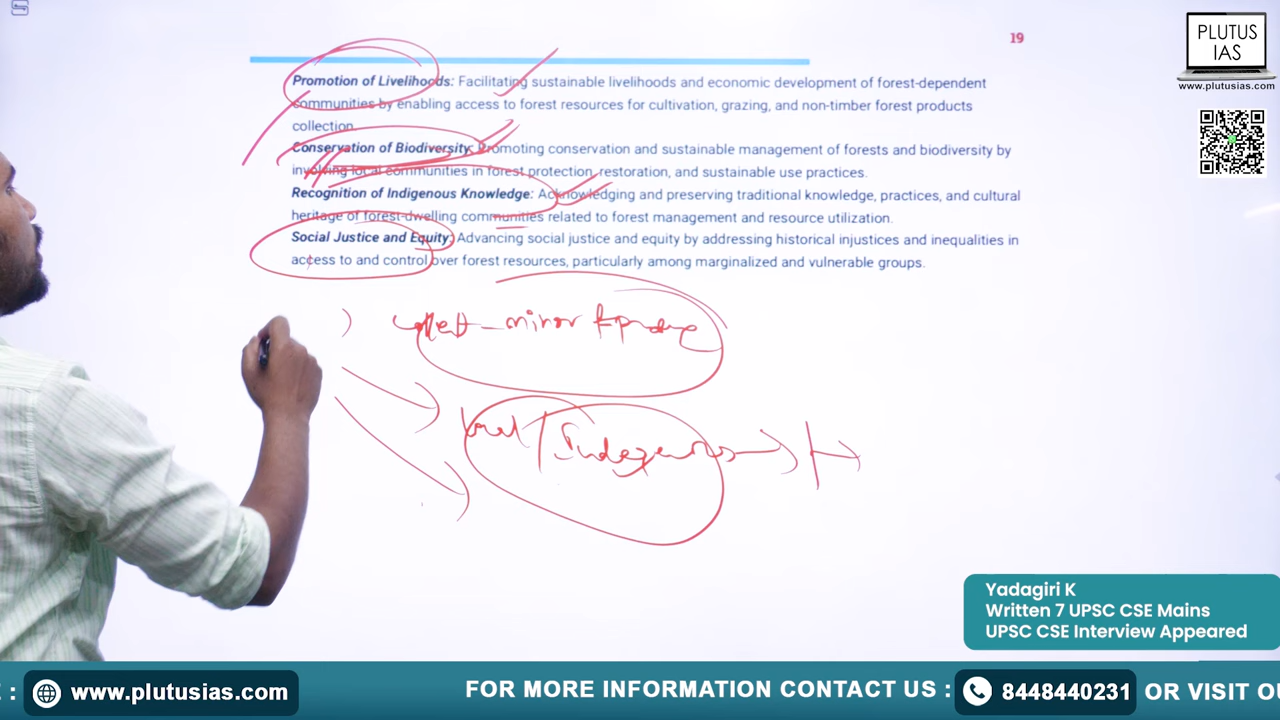 19
PLUTUS
IAS
www.plutusias.com
Promotion of Livelihoods: Facilitating sustainable livelihoods and economic development of forest-dependent
communities by enabling access to forest resources for cultivation, grazing, and non-timber forest products
collection.
Conservation of Biodiversity: Promoting conservation and sustainable management of forests and biodiversity by
involving local communities in forest protection, restoration, and sustainable use practices.
Recognition of Indigenous Knowledge: Acknowledging and preserving traditional knowledge, practices, and cultural
heritage of forest-dwelling communities related to forest management and resource utilization.
Social Justice and Equity: Advancing social justice and equity by addressing historical injustices and inequalities in
access to and control over forest resources, particularly among marginalized and vulnerable groups.
minor
Yadagiri K
Written 7 UPSC CSE Mains
UPSC CSE Interview Appeared
: www.plutusias.com FOR MORE INFORMATION CONTACT US : 8448440231 OR VISIT